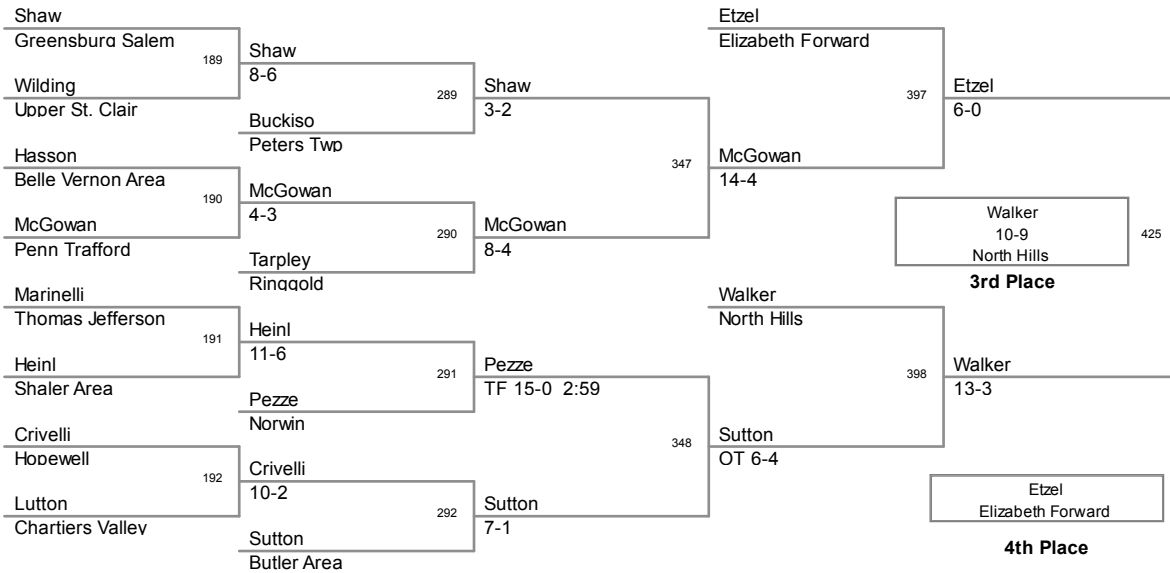 Shaw
Greensburg Salem
189
Wilding
Upper St. Clair
Hasson
Belle Vernon Area
190
McGowan
Penn Trafford
Marinelli
Thomas Jefferson
191
Heinl
Shaler Area
Crivelli
Hopewell
192
Lutton
Chartiers Valley
Shaw
8-6
289
Buckiso
Peters Twp
McGowan
4-3
290
Tarpley
Ringgold
Heinl
11-6
291
Pezze
Norwin
Crivelli
10-2
292
Sutton
Butler Area
Shaw
3-2
347
McGowan
8-4
Pezze
TF 15-0 2:59
348
Sutton
7-1
Etzel
Elizabeth Forward
397
McGowan
14-4
Walker
North Hills
398
Sutton
OT 6-4
Etzel
6-0
Walker
10-9
North Hills
425
3rd Place
Walker
13-3
Etzel
Elizabeth Forward
4th Place